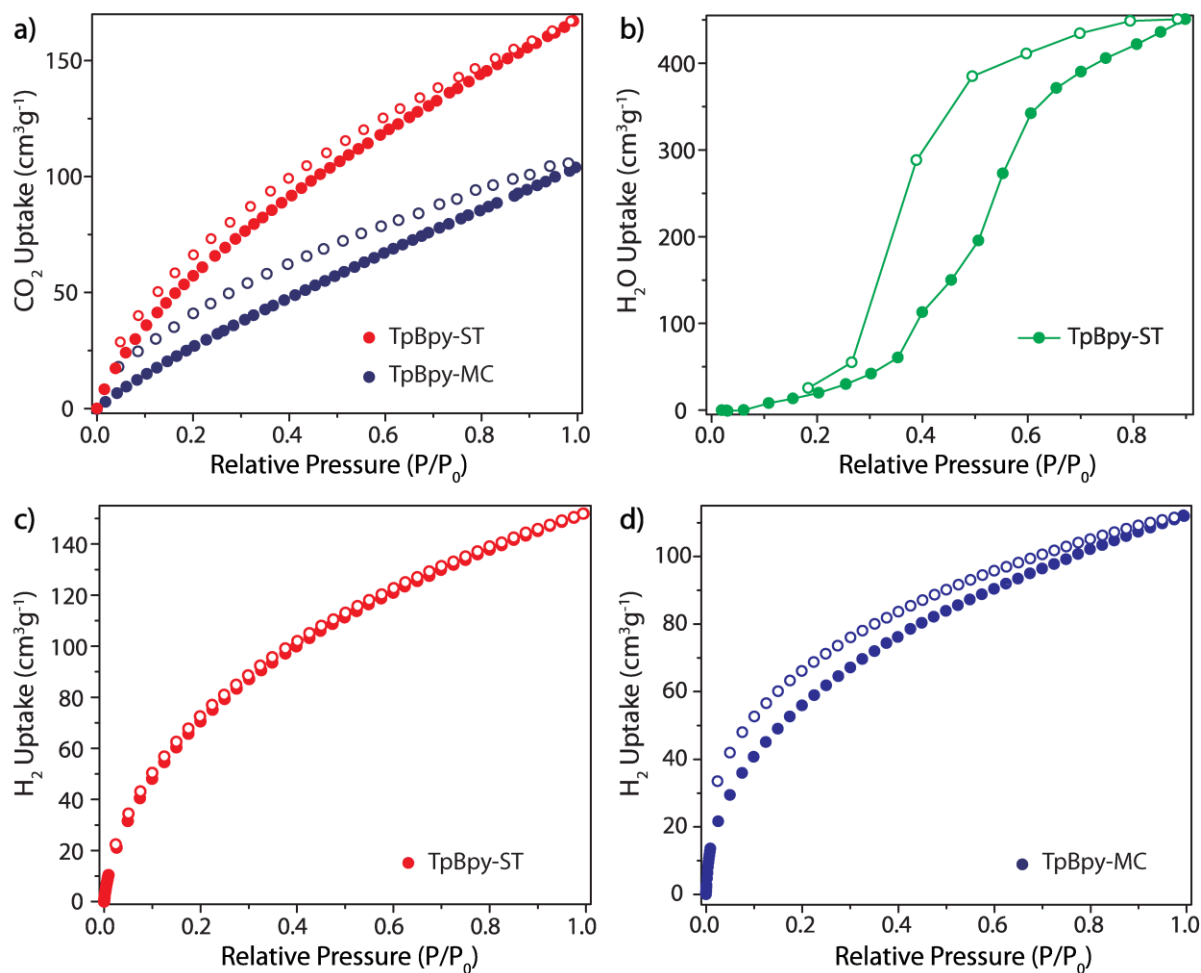 a)
CO₂ Uptake (cm³g⁻¹)
150
100
50
0
TpBpy-ST
TpBpy-MC
0.0 0.2 0.4 0.6 0.8 1.0
Relative Pressure (P/P₀)
b)
H₂O Uptake (cm³g⁻¹)
400
300
200
100
0
TpBpy-ST
0.0 0.2 0.4 0.6 0.8
Relative Pressure (P/P₀)
c)
H₂ Uptake (cm³g⁻¹)
140
120
100
80
60
40
20
0
TpBpy-ST
0.0 0.2 0.4 0.6 0.8 1.0
Relative Pressure (P/P₀)
d)
H₂ Uptake (cm³g⁻¹)
100
80
60
40
20
0
TpBpy-MC
0.0 0.2 0.4 0.6 0.8 1.0
Relative Pressure (P/P₀)